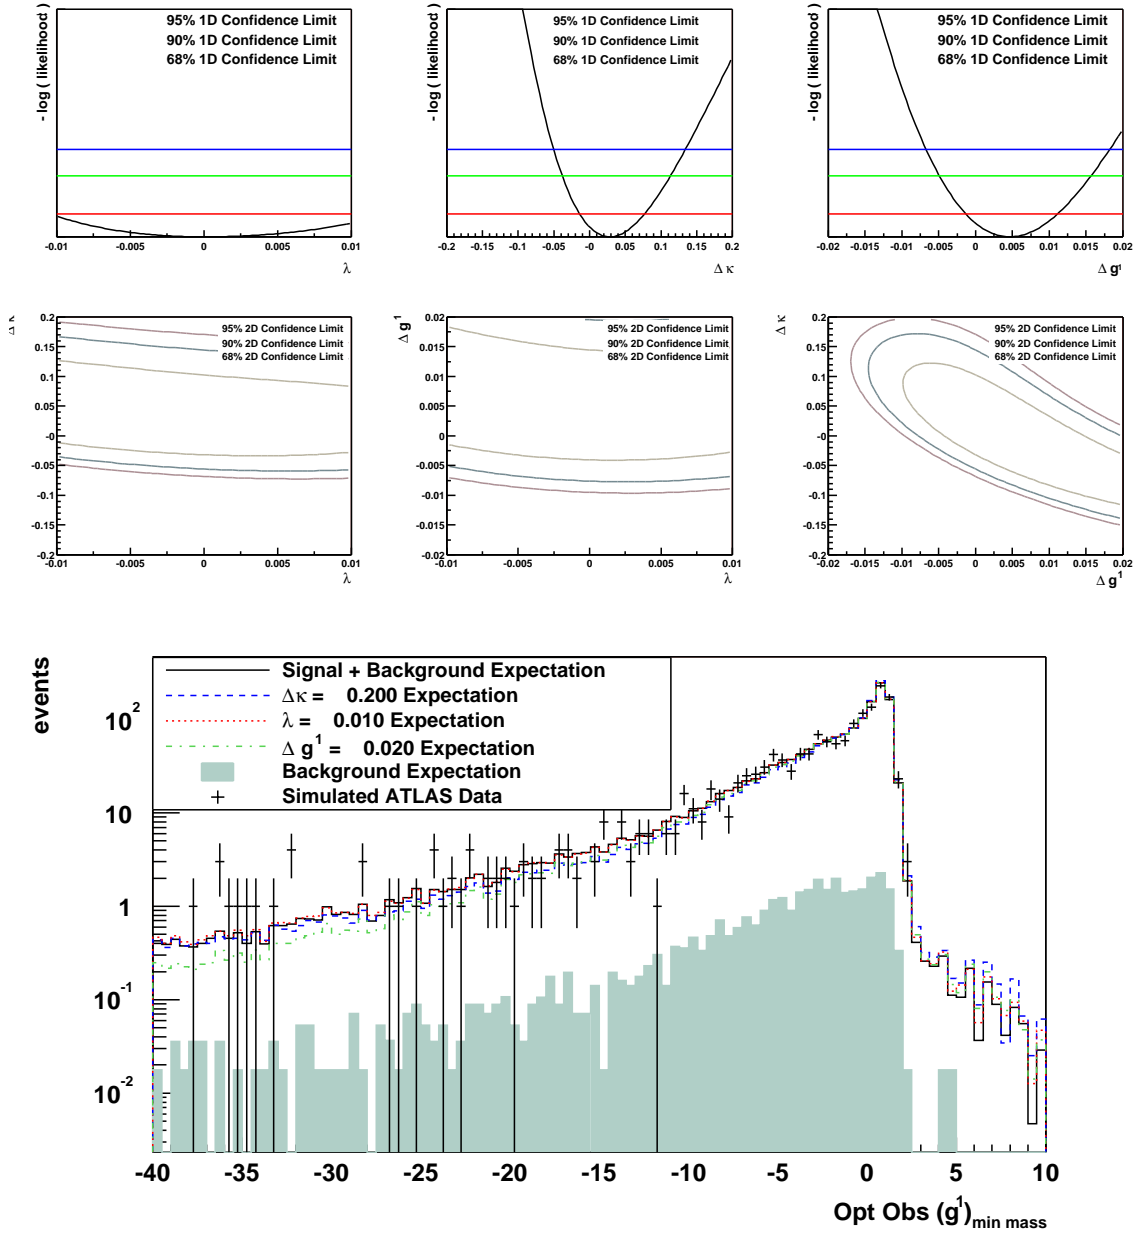 - log ( likelihood )
95% 1D Confidence Limit
90% 1D Confidence Limit
68% 1D Confidence Limit
-0.01 -0.005 0 0.005 0.01
λ
- log ( likelihood )
95% 1D Confidence Limit
90% 1D Confidence Limit
68% 1D Confidence Limit
-0.2 -0.15 -0.1 -0.05 0 0.05 0.1 0.15 0.2
Δ κ
- log ( likelihood )
95% 1D Confidence Limit
90% 1D Confidence Limit
68% 1D Confidence Limit
-0.02 -0.015 -0.01 -0.005 0 0.005 0.01 0.015 0.02
Δ g¹
Δ κ
95% 2D Confidence Limit
90% 2D Confidence Limit
68% 2D Confidence Limit
0.2
0.15
0.1
0.05
-0
-0.05
-0.1
-0.15
-0.2
-0.01 -0.005 0 0.005 0.01
λ
Δ g¹
95% 2D Confidence Limit
90% 2D Confidence Limit
68% 2D Confidence Limit
0.02
0.015
0.01
0.005
-0
-0.005
-0.01
-0.015
-0.02
-0.01 -0.005 0 0.005 0.01
λ
Δ κ
95% 2D Confidence Limit
90% 2D Confidence Limit
68% 2D Confidence Limit
0.2
0.15
0.1
0.05
-0
-0.05
-0.1
-0.15
-0.2
-0.02 -0.015 -0.01 -0.005 0 0.005 0.01 0.015 0.02
Δ g¹
events
Signal + Background Expectation
Δκ = 0.200 Expectation
λ = 0.010 Expectation
Δ g¹ = 0.020 Expectation
Background Expectation
Simulated ATLAS Data
10²
10
1
10⁻¹
10⁻²
-40 -35 -30 -25 -20 -15 -10 -5 0 5 10
Opt Obs (g¹)min mass